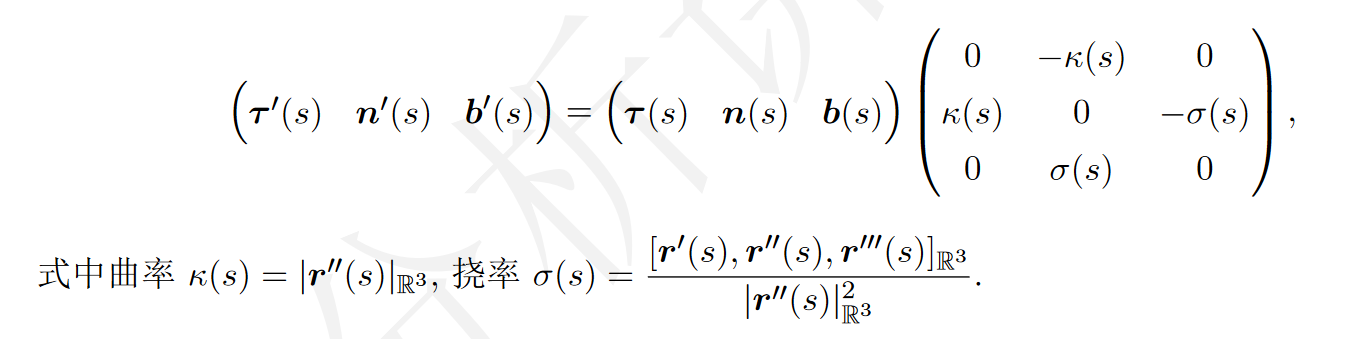 (τ′(s) n′(s) b′(s)) = (τ(s) n(s) b(s)) ( 0 −κ(s) 0
κ(s) 0 −σ(s)
0 σ(s) 0 ) ,
式中曲率 κ(s) = |r″(s)|_{ℝ³}, 挠率 σ(s) = [r′(s), r″(s), r‴(s)]_{ℝ³} / |r″(s)|²_{ℝ³}.